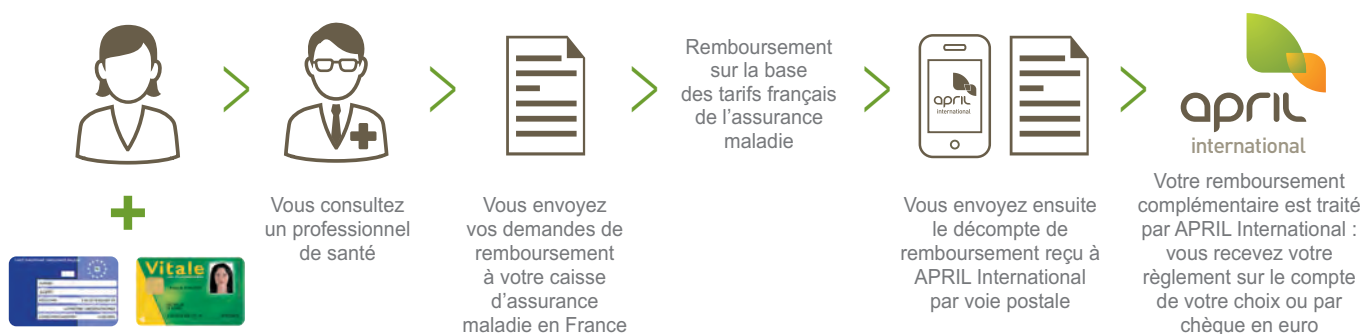 Vitale
Vous consultez
un professionnel
de santé
Vous envoyez
vos demandes de
remboursement
à votre caisse
d’assurance
maladie en France
Remboursement
sur la base
des tarifs français
de l’assurance
maladie
april
international
Vous envoyez ensuite
le décompte de
remboursement reçu à
APRIL International
par voie postale
april
international
Votre remboursement
complémentaire est traité
par APRIL International :
vous recevez votre
règlement sur le compte
de votre choix ou par
chèque en euro